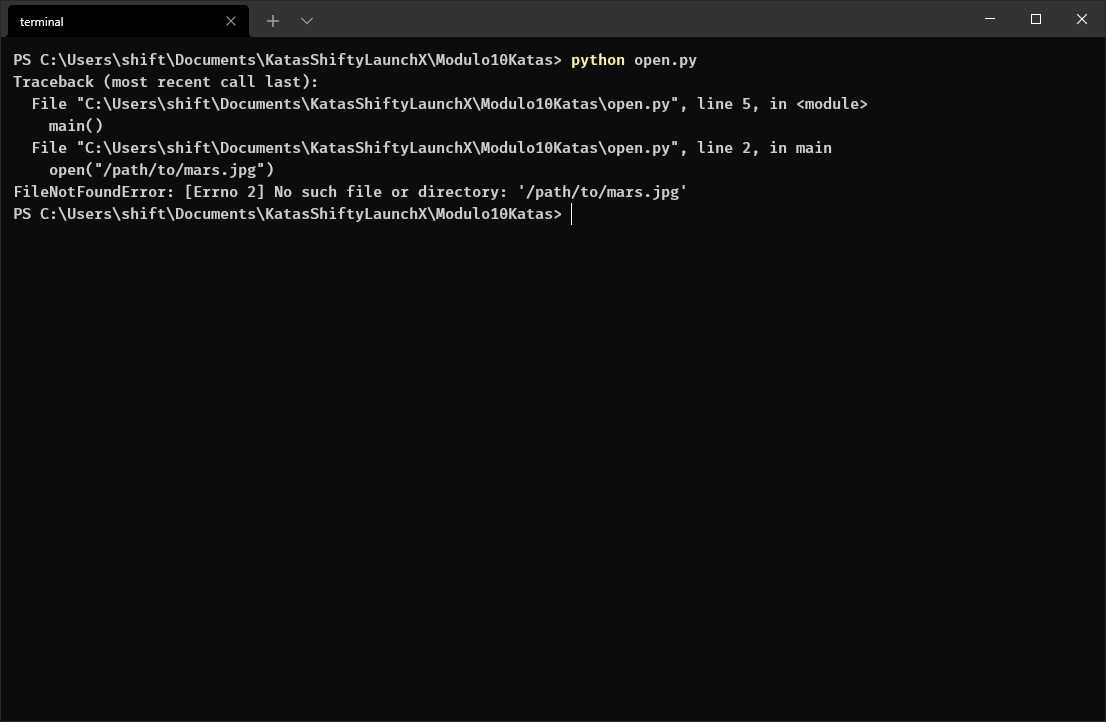 terminal
PS C:\Users\shift\Documents\KatasShiftyLaunchX\Modulo10Katas> python open.py
Traceback (most recent call last):
  File "C:\Users\shift\Documents\KatasShiftyLaunchX\Modulo10Katas\open.py", line 5, in <module>
    main()
  File "C:\Users\shift\Documents\KatasShiftyLaunchX\Modulo10Katas\open.py", line 2, in main
    open("/path/to/mars.jpg")
FileNotFoundError: [Errno 2] No such file or directory: '/path/to/mars.jpg'
PS C:\Users\shift\Documents\KatasShiftyLaunchX\Modulo10Katas>